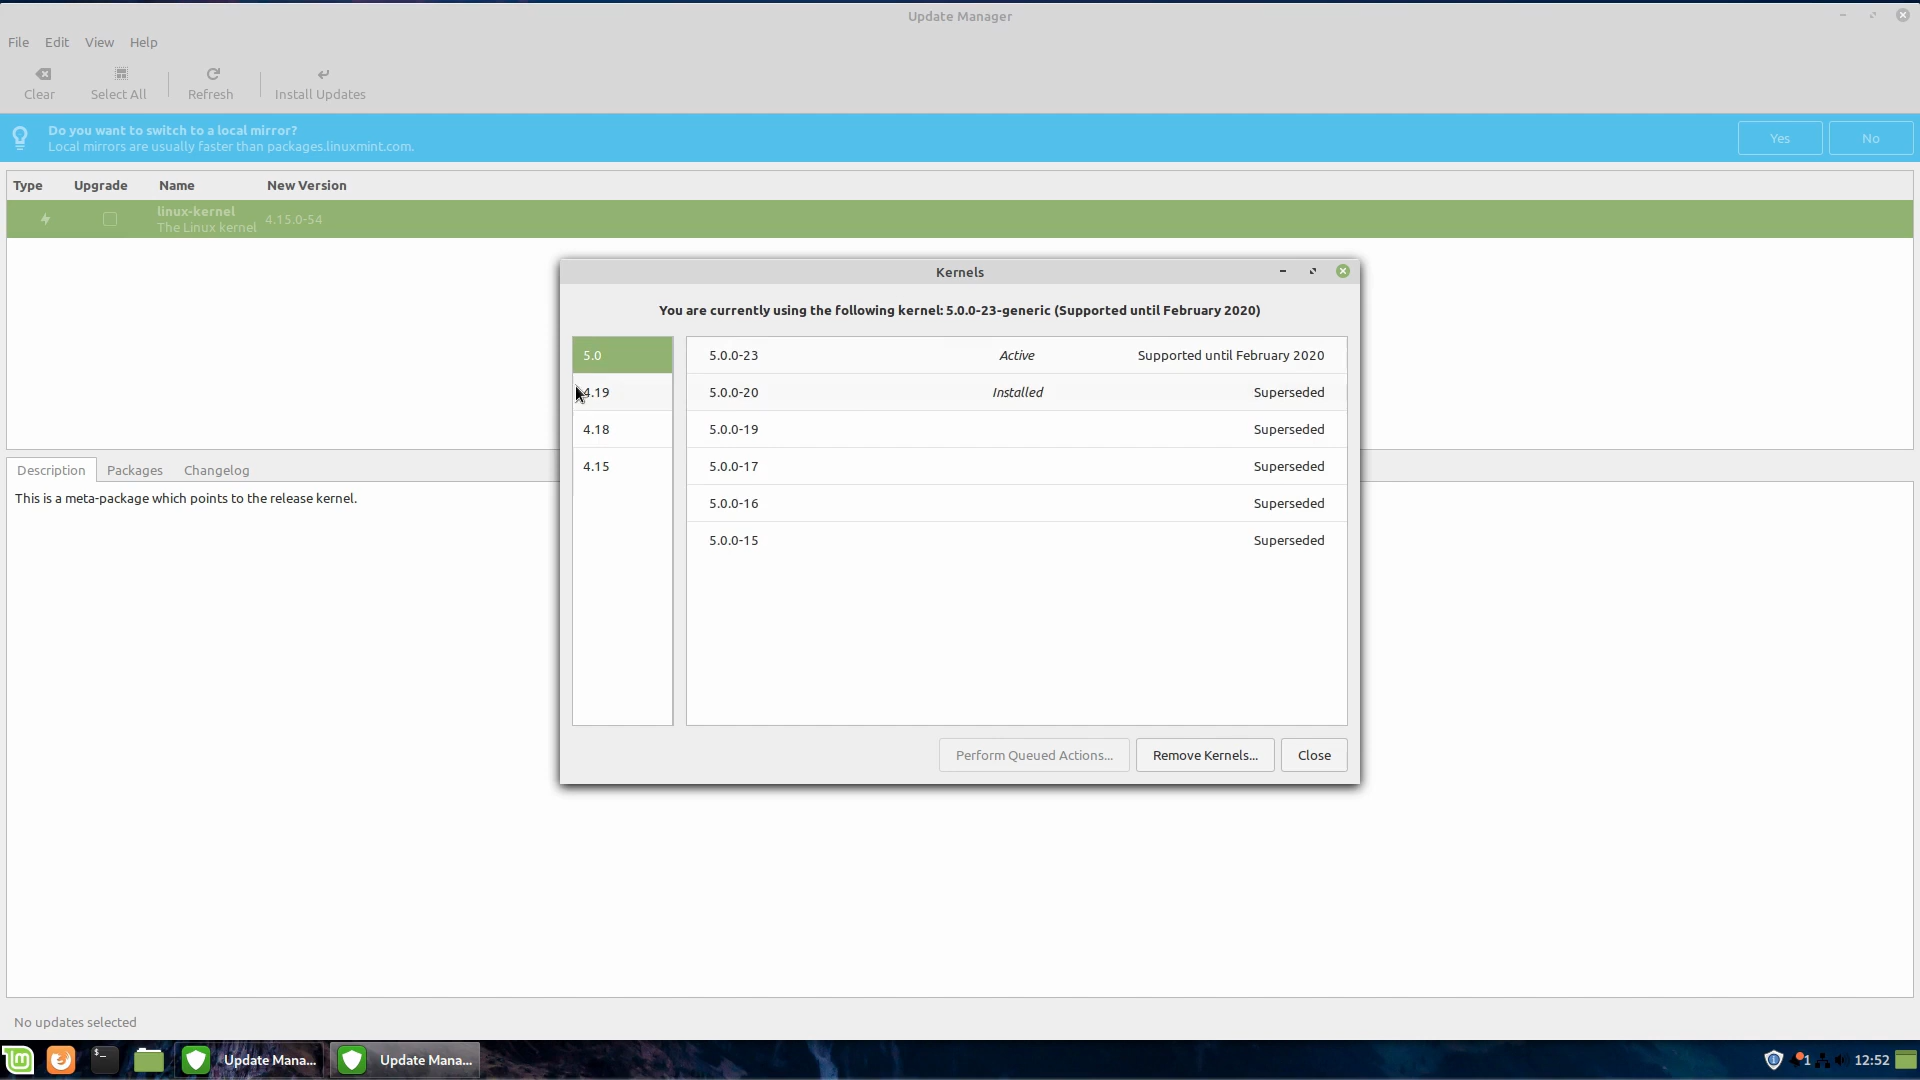 Update Manager
File Edit View Help
Clear Select All Refresh Install Updates
Do you want to switch to a local mirror?
Local mirrors are usually faster than packages.linuxmint.com.
Yes No
Type Upgrade Name New Version
linux-kernel
The Linux kernel
4.15.0-54
Kernels
You are currently using the following kernel: 5.0.0-23-generic (Supported until February 2020)
5.0
4.19
4.18
4.15
5.0.0-23 Active Supported until February 2020
5.0.0-20 Installed Superseded
5.0.0-19 Superseded
5.0.0-17 Superseded
5.0.0-16 Superseded
5.0.0-15 Superseded
Perform Queued Actions... Remove Kernels... Close
Description Packages Changelog
This is a meta-package which points to the release kernel.
No updates selected
Update Mana... Update Mana... 1 12:52